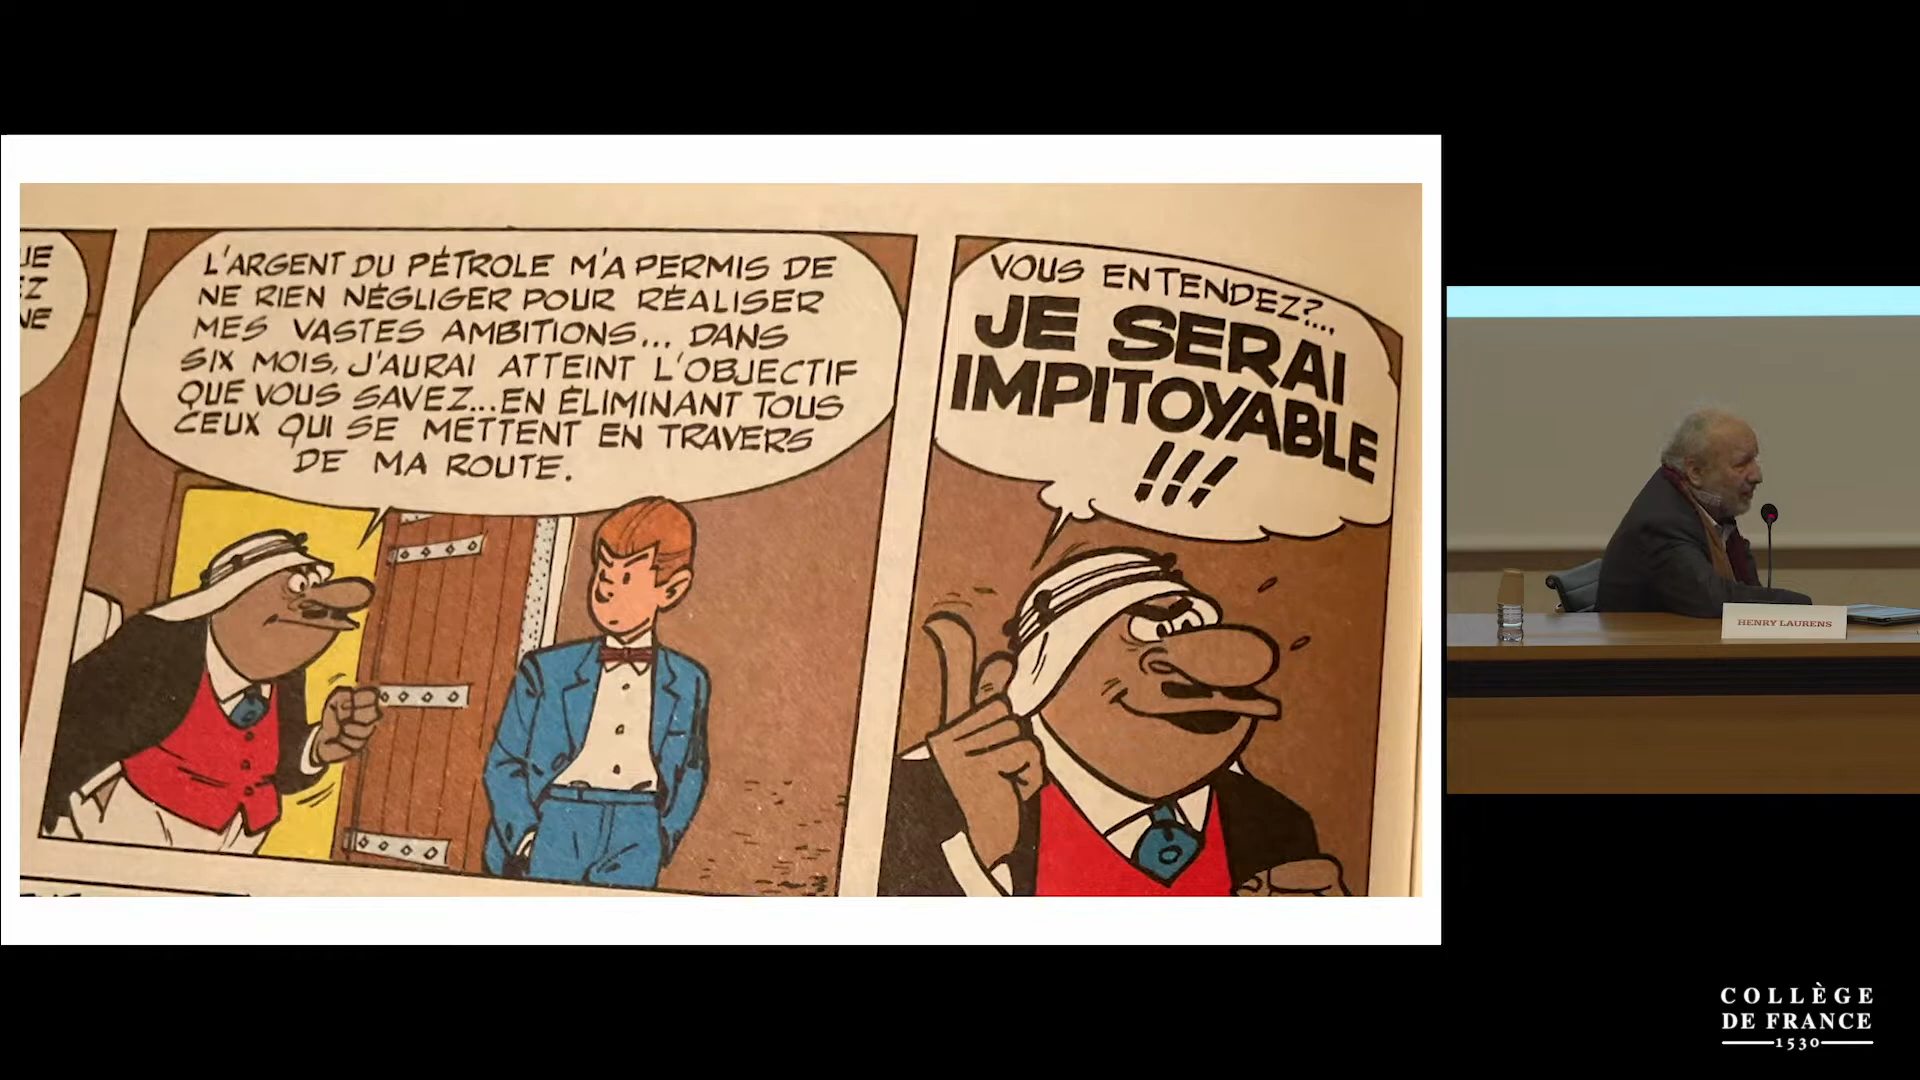 L'ARGENT DU PÉTROLE M'A PERMIS DE
NE RIEN NÉGLIGER POUR RÉALISER
MES VASTES AMBITIONS... DANS
SIX MOIS, J'AURAI ATTEINT L'OBJECTIF
QUE VOUS SAVEZ... EN ÉLIMINANT TOUS
CEUX QUI SE METTENT EN TRAVERS
DE MA ROUTE.
VOUS ENTENDEZ?...
JE SERAI
IMPITOYABLE
!!!
HENRY LAURENS
COLLÈGE
DE FRANCE
1530